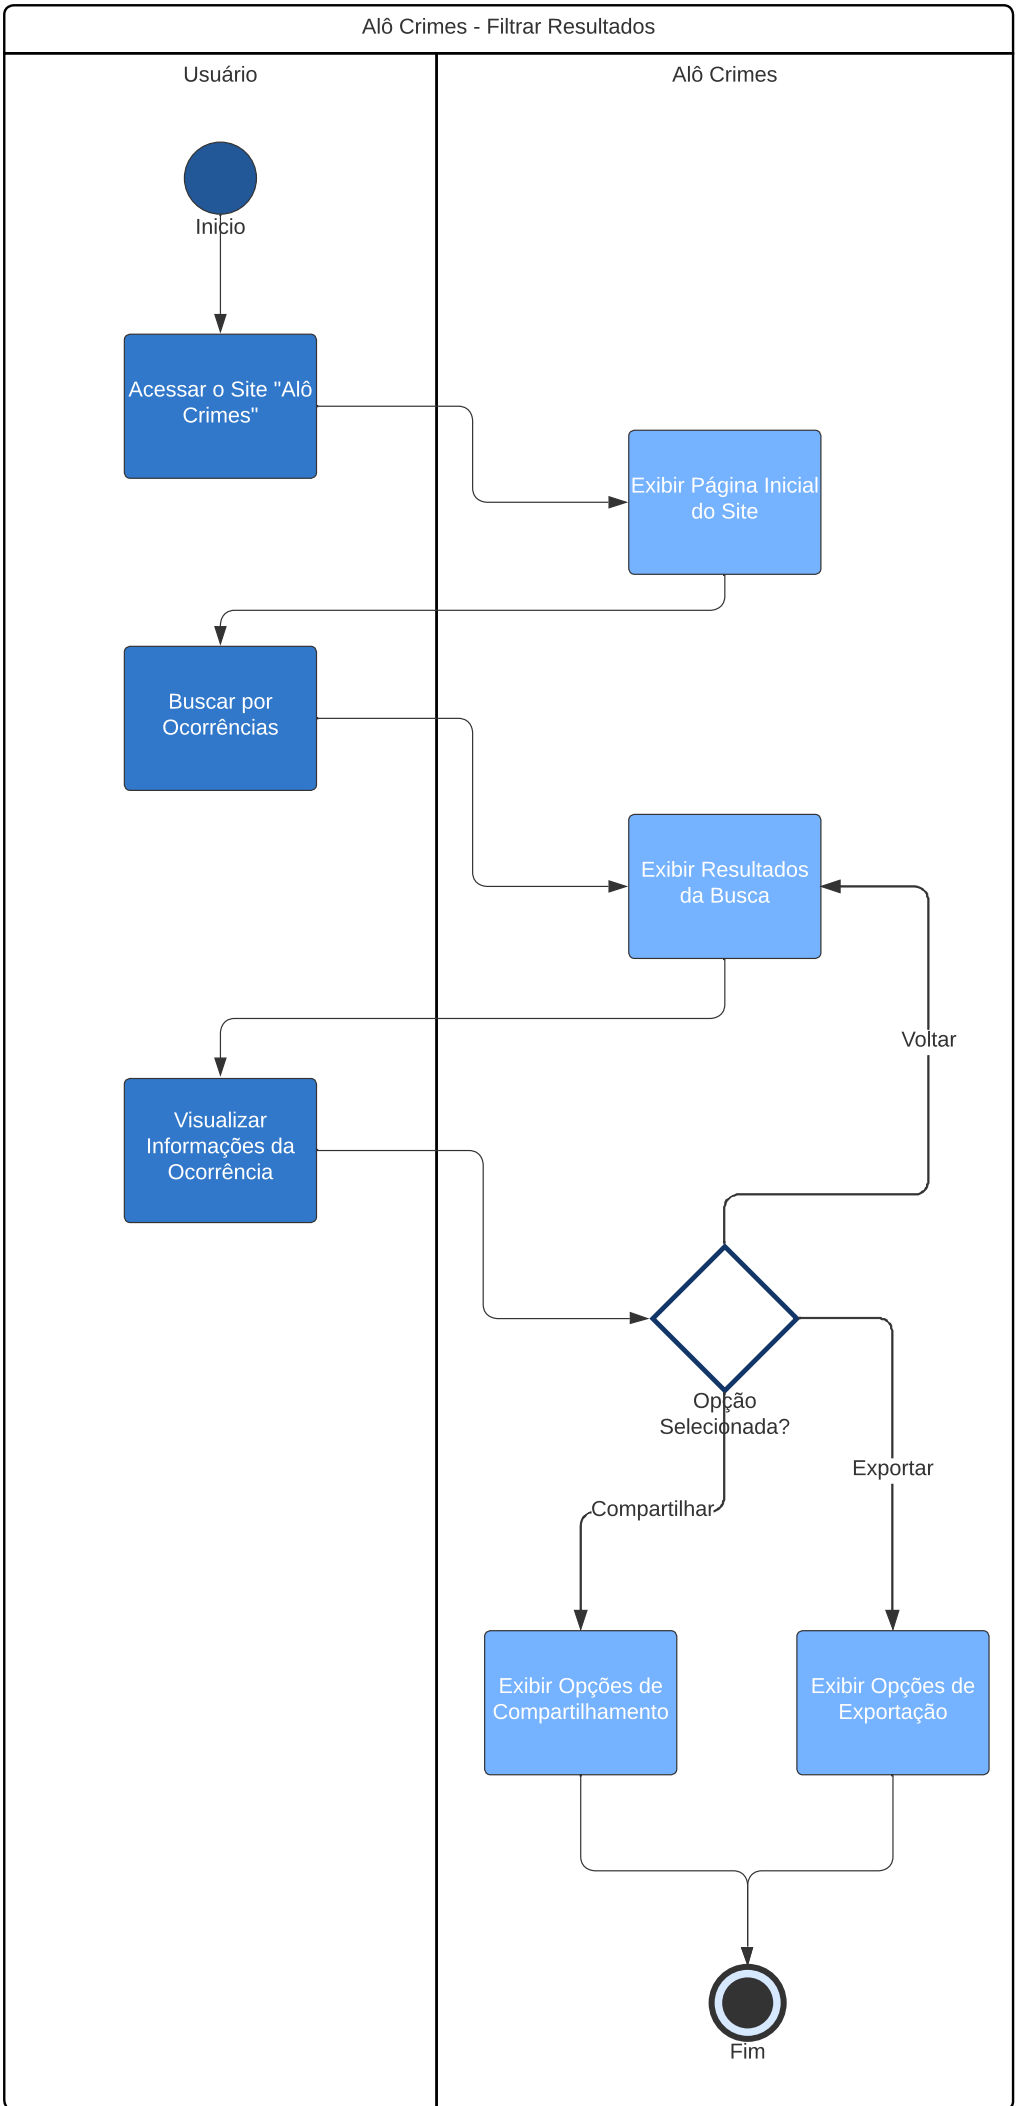 Alô Crimes - Filtrar Resultados
Usuário
Alô Crimes
Inicio
Acessar o Site "Alô
Crimes"
Exibir Página Inicial
do Site
Buscar por
Ocorrências
Exibir Resultados
da Busca
Voltar
Visualizar
Informações da
Ocorrência
Opção
Selecionada?
Exportar
Compartilhar
Exibir Opções de
Compartilhamento
Exibir Opções de
Exportação
Fim